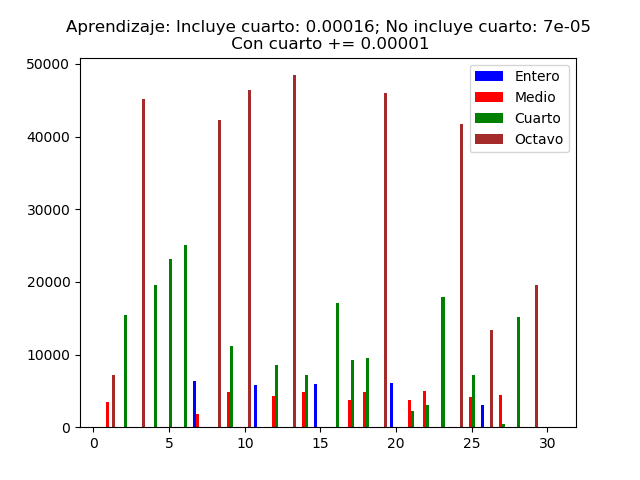 Aprendizaje: Incluye cuarto: 0.00016; No incluye cuarto: 7e-05
Con cuarto += 0.00001
Entero
Medio
Cuarto
Octavo
50000
40000
30000
20000
10000
0
0 5 10 15 20 25 30